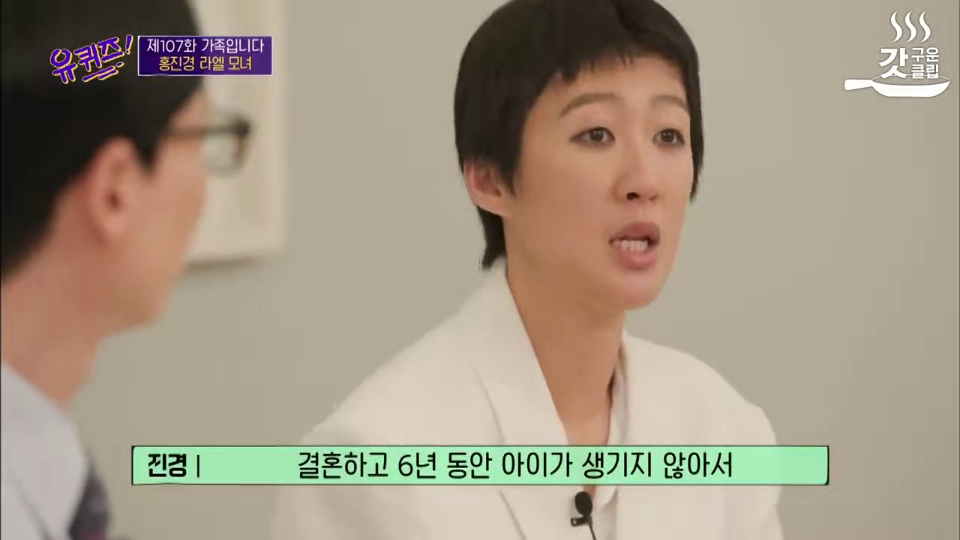 유퀴즈!
제107화 가족입니다
홍진경 라엘 모녀
갓구운
클립
진경 | 결혼하고 6년 동안 아이가 생기지 않아서